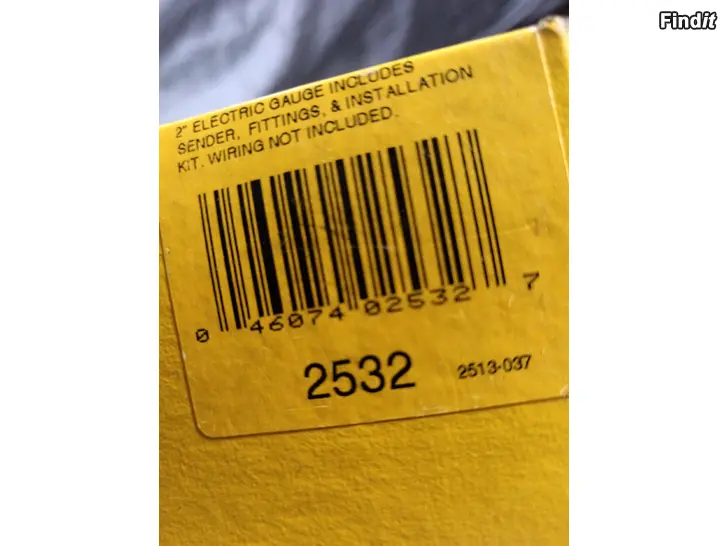 Findit
2" ELECTRIC GAUGE INCLUDES
SENDER, FITTINGS, & INSTALLATION
KIT. WIRING NOT INCLUDED.
0 46074 02532 7
2532 2513-037